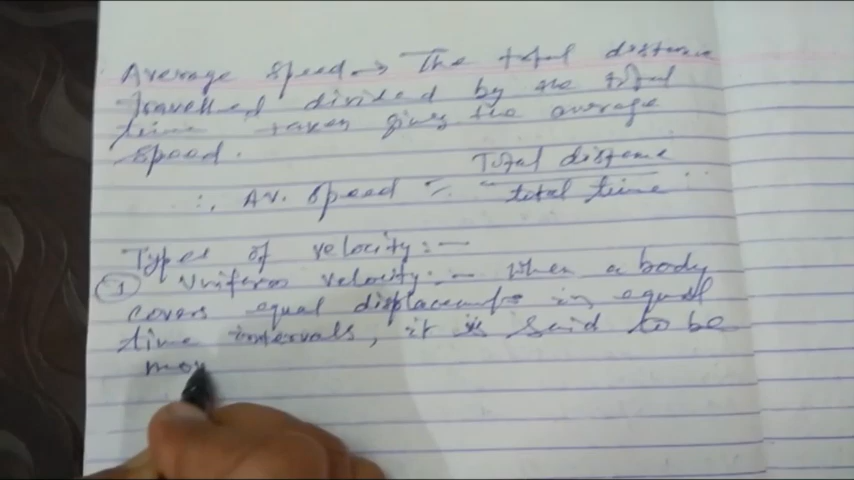 Average speed → The total distance
travelled divided by the total
time taken gives the average
speed.
∴ Av. speed = Total distance
total time
Types of velocity :—
① Uniform velocity :— When a body
covers equal displacements in equal
time intervals, it is said to be
mov